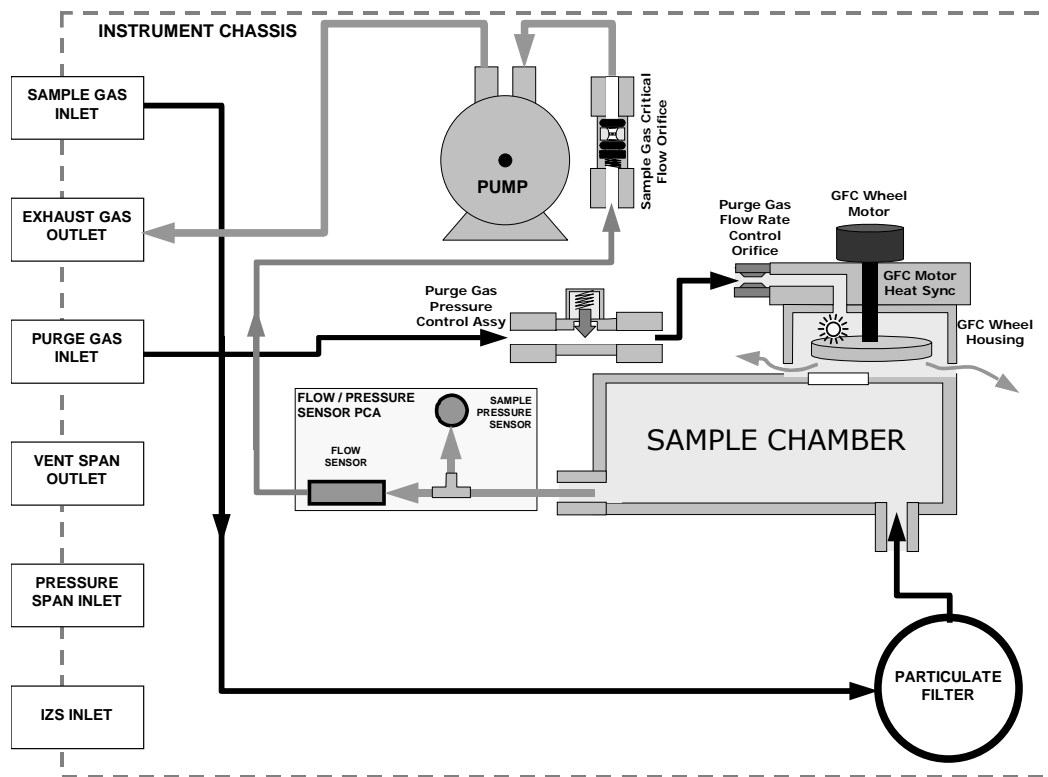 INSTRUMENT CHASSIS
SAMPLE GAS
INLET
EXHAUST GAS
OUTLET
PURGE GAS
INLET
VENT SPAN
OUTLET
PRESSURE
SPAN INLET
IZS INLET
PUMP
Sample Gas Critical
Flow Orifice
Purge Gas
Flow Rate
Control
Orifice
GFC Wheel
Motor
GFC Motor
Heat Sync
GFC Wheel
Housing
Purge Gas
Pressure
Control Assy
FLOW / PRESSURE
SENSOR PCA
SAMPLE
PRESSURE
SENSOR
FLOW
SENSOR
SAMPLE CHAMBER
PARTICULATE
FILTER